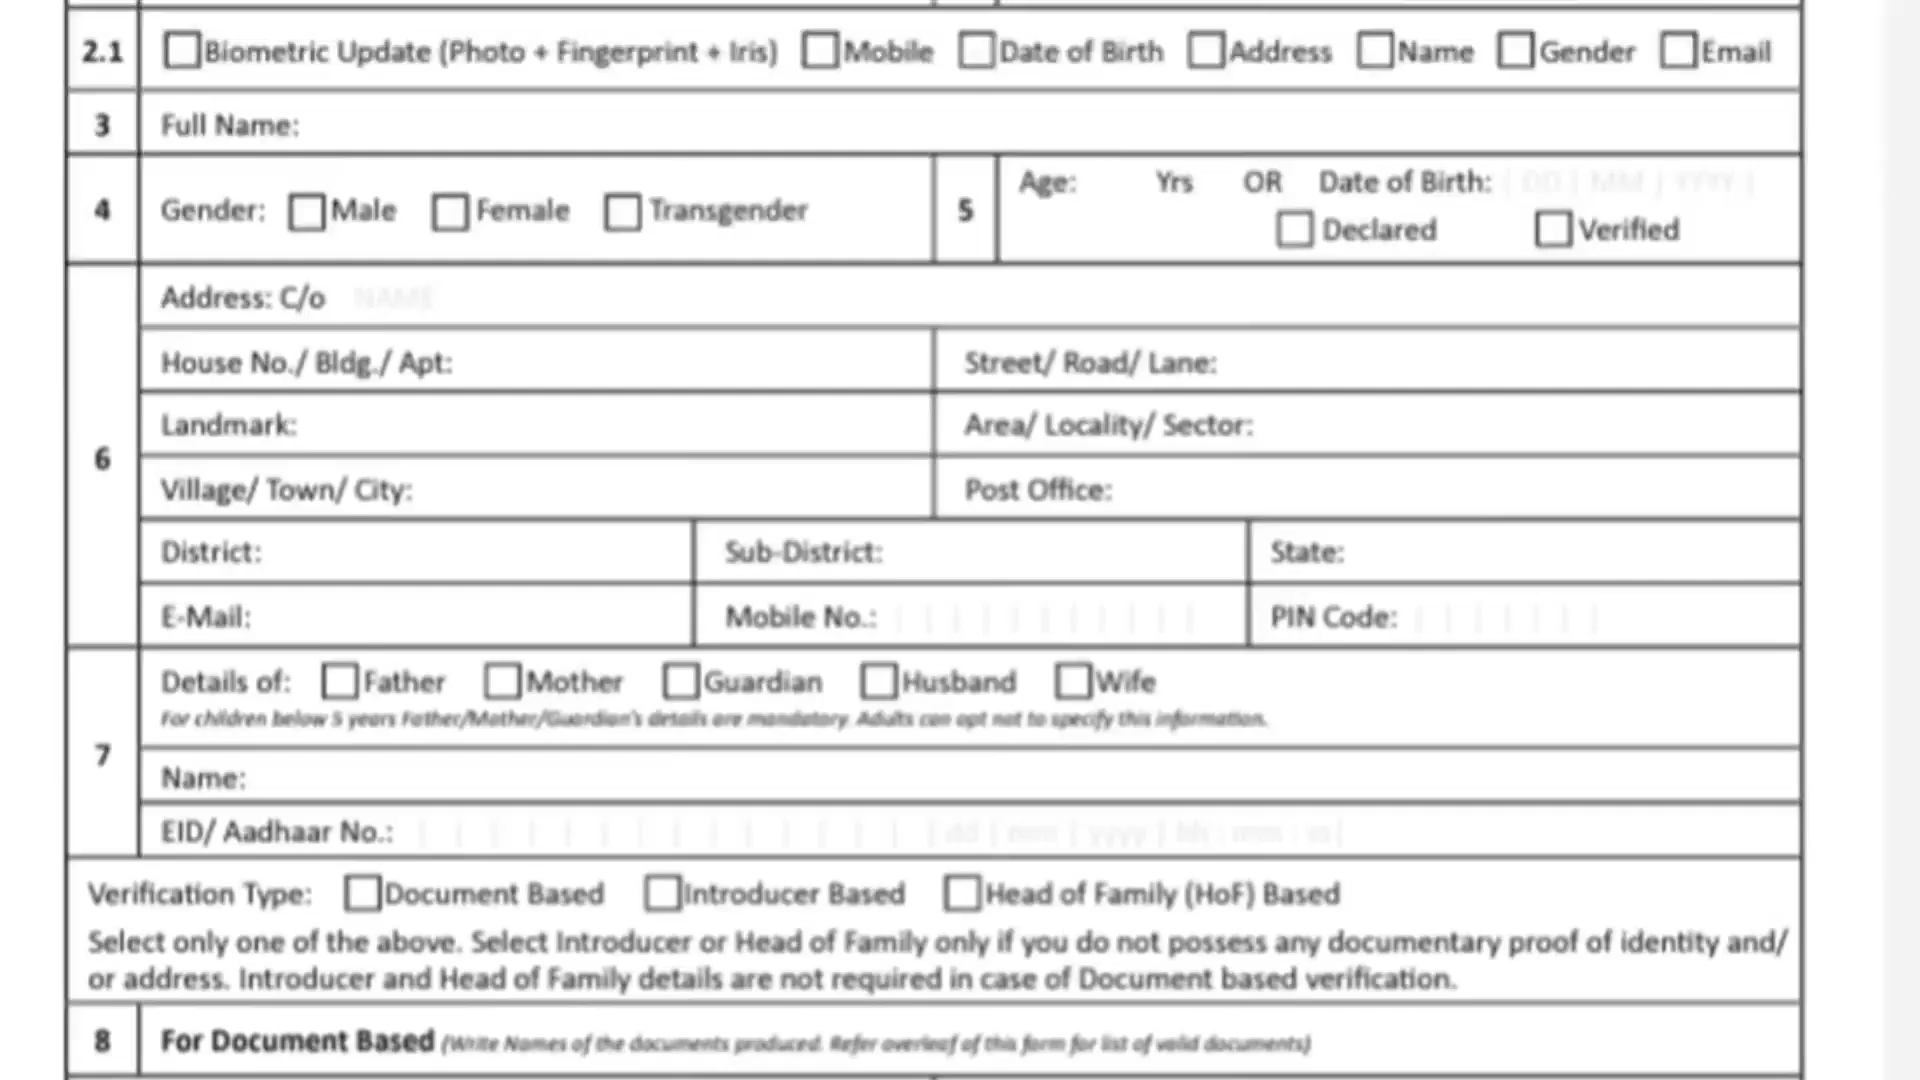 2.1 Biometric Update (Photo + Fingerprint + Iris) Mobile Date of Birth Address Name Gender Email
3 Full Name:
4 Gender: Male Female Transgender 5 Age: Yrs OR Date of Birth: DD | MM | YYYY |
Declared Verified
6
Address: C/o NAME
House No./ Bldg./ Apt: Street/ Road/ Lane:
Landmark: Area/ Locality/ Sector:
Village/ Town/ City: Post Office:
District: Sub-District: State:
E-Mail: Mobile No.: PIN Code:
7
Details of: Father Mother Guardian Husband Wife
For children below 5 years Father/Mother/Guardian's details are mandatory. Adults can opt not to specify this information.
Name:
EID/ Aadhaar No.: dd | mm | yyyy | hh : mm : ss |
Verification Type: Document Based Introducer Based Head of Family (HoF) Based
Select only one of the above. Select Introducer or Head of Family only if you do not possess any documentary proof of identity and/
or address. Introducer and Head of Family details are not required in case of Document based verification.
8 For Document Based (Write Names of the documents produced. Refer overleaf of this form for list of valid documents)